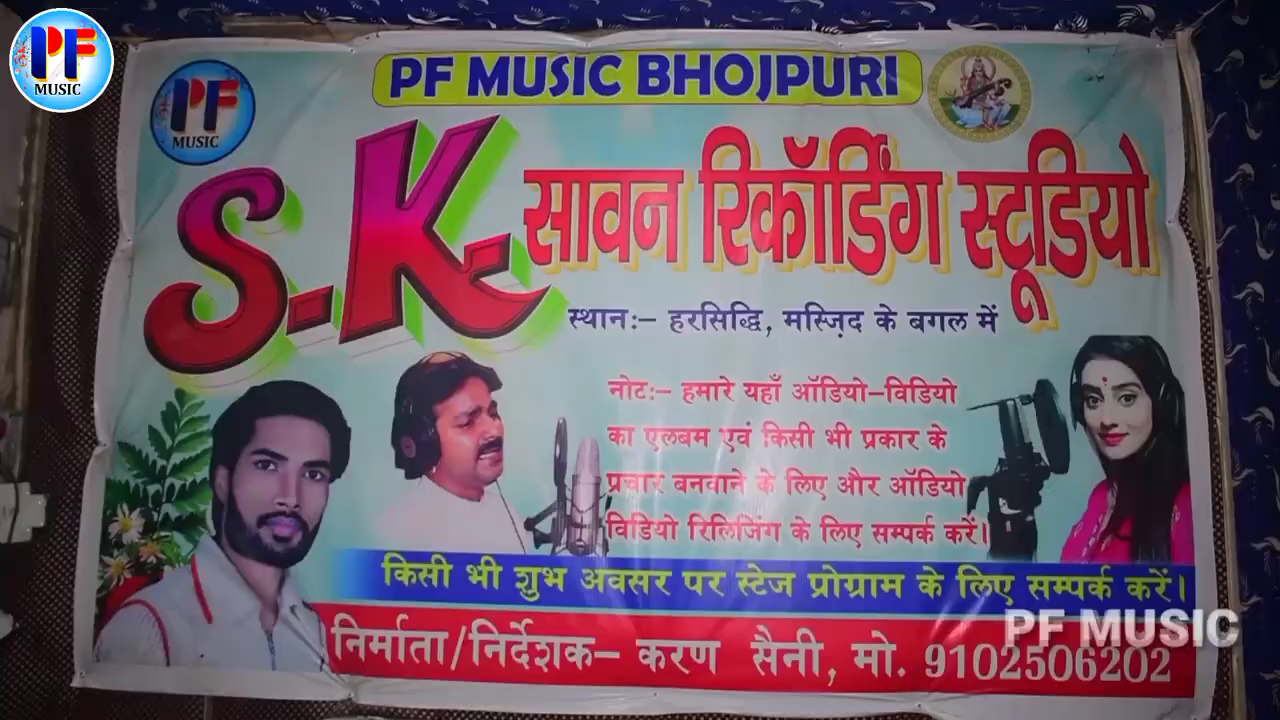 PF
MUSIC
PF MUSIC BHOJPURI
PF
MUSIC
S.K. सावन रिकॉर्डिंग स्टूडियो
स्थान:– हरसिद्धि, मस्ज़िद के बगल में
नोट:– हमारे यहाँ ऑडियो–विडियो
का एलबम एवं किसी भी प्रकार के
प्रचार बनवाने के लिए और ऑडियो
विडियो रिलिजिंग के लिए सम्पर्क करें।
किसी भी शुभ अवसर पर स्टेज प्रोग्राम के लिए सम्पर्क करें।
PF MUSIC
निर्माता/निर्देशक– करण सैनी, मो. 9102506202